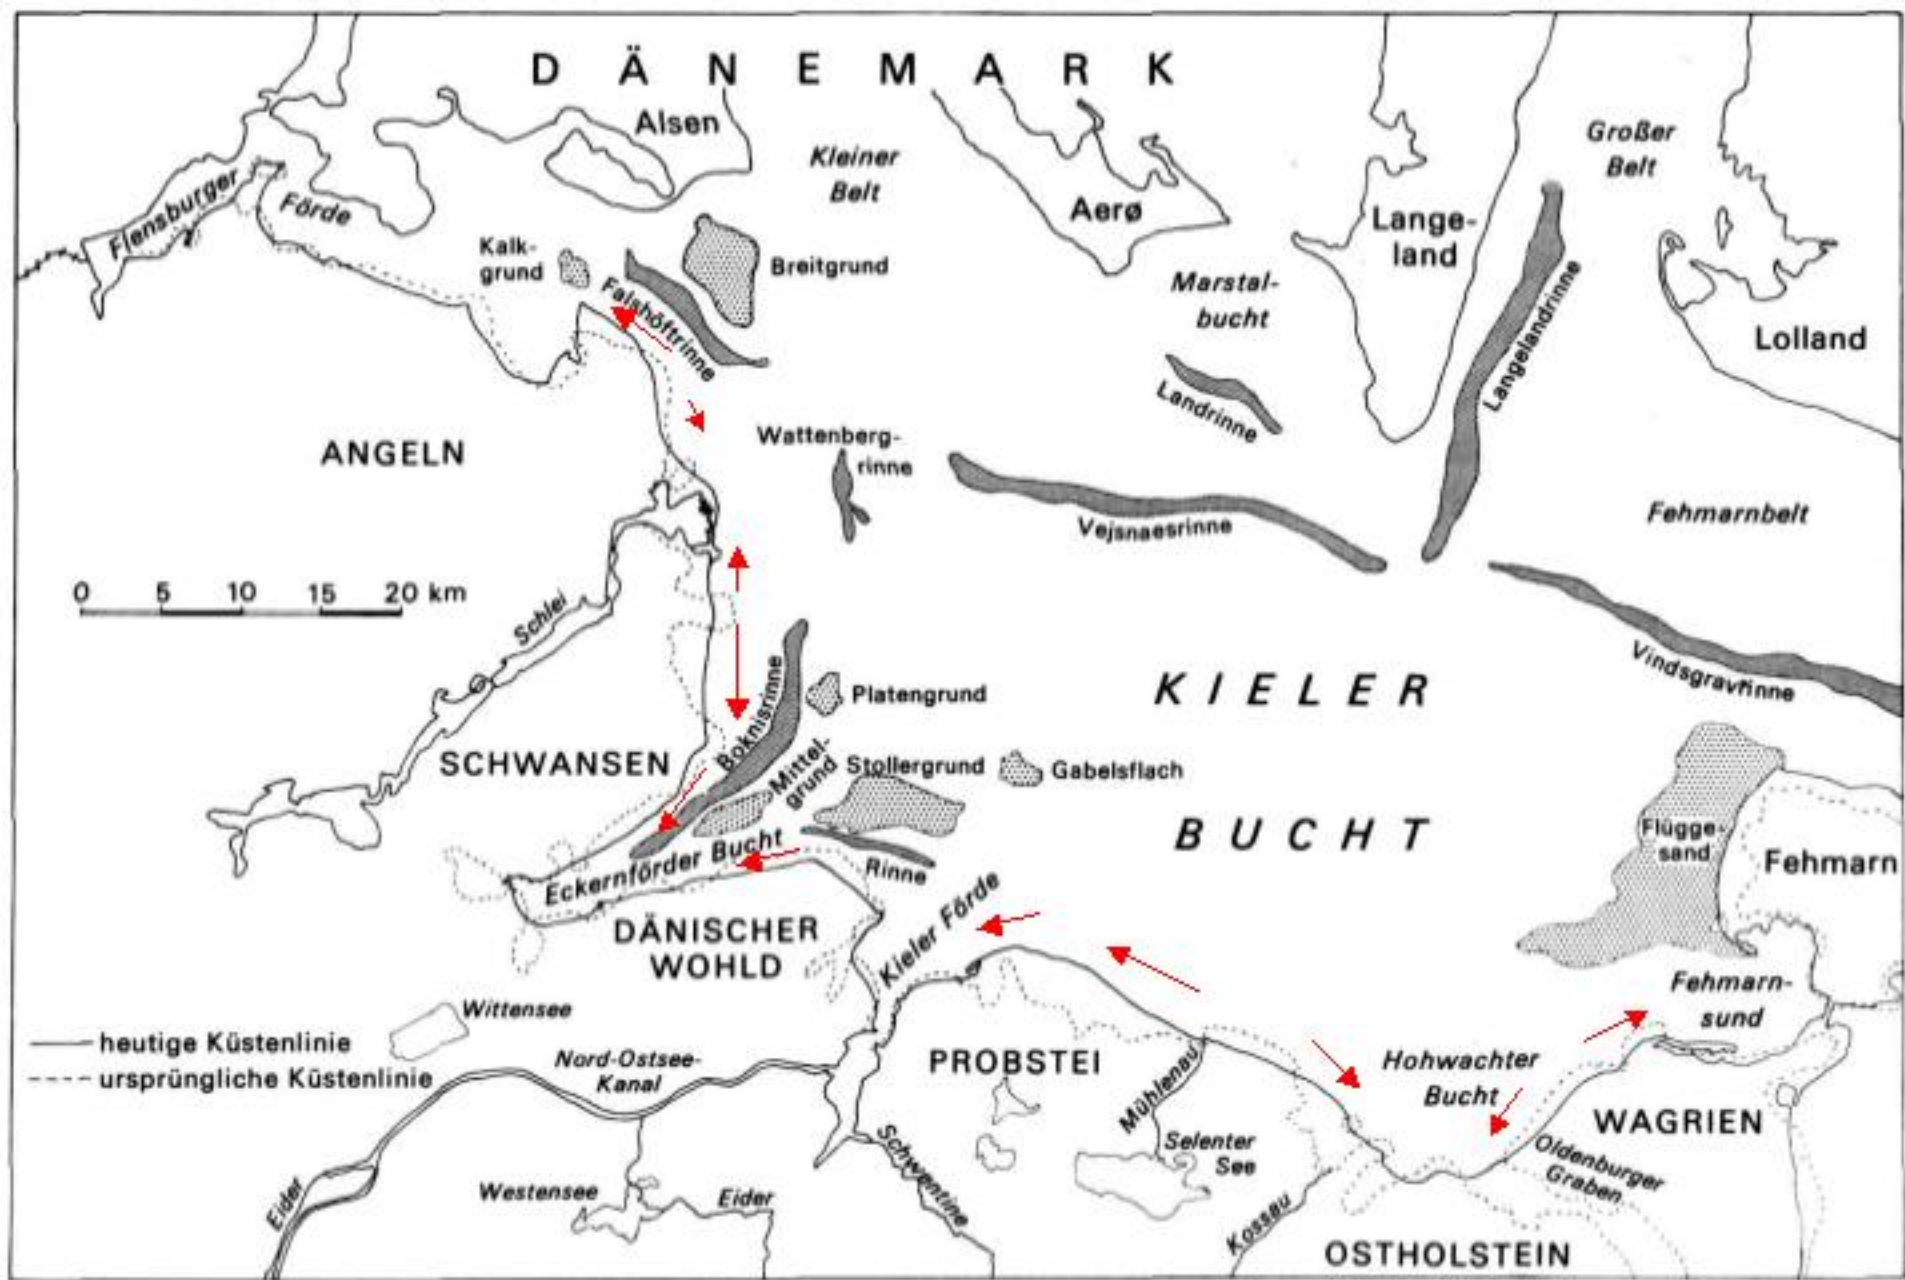 DÄNEMARK
Alsen
Kleiner
Belt
Großer
Belt
Flensburger
Förde
Aerø
Lange-
land
Kalk-
grund
Breitgrund
Falshöftrinne
Marstal-
bucht
Langelandrinne
Lolland
Landrinne
ANGELN
Wattenberg-
rinne
Vejsnaesrinne
Fehmarnbelt
0 5 10 15 20 km
Schlei
Boknisrinne
Platengrund
KIELER
Vindsgravrinne
SCHWANSEN
Mittel-
grund
Stollergrund
Gabelsflach
BUCHT
Flügge-
sand
Fehmarn
Eckernförder Bucht
Rinne
Kieler Förde
DÄNISCHER
WOHLD
Fehmarn-
sund
Wittensee
heutige Küstenlinie
ursprüngliche Küstenlinie
Nord-Ostsee-
Kanal
PROBSTEI
Mühlenau
Hohwachter
Bucht
WAGRIEN
Selenter
See
Oldenburger
Graben
Eider
Westensee
Eider
Schwentine
Kossau
OSTHOLSTEIN